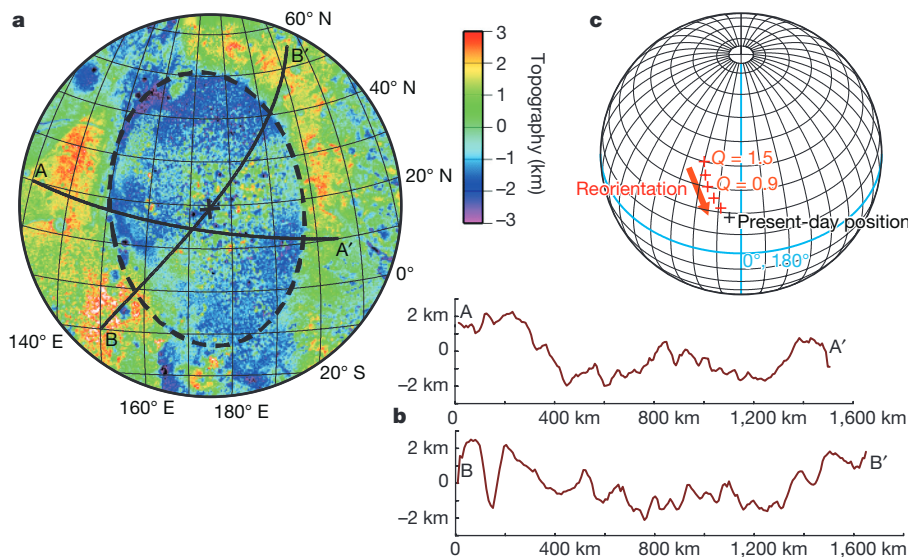 a
60° N
B′
40° N
20° N
0°
20° S
180° E
160° E
140° E
A
A′
B
3
2
1
0
−1
−2
−3
Topography (km)
c
Q = 1.5
Q = 0.9
Reorientation
Present-day position
0°, 180°
2 km
0
−2 km
A
A′
0 400 km 800 km 1,200 km 1,600 km
b
2 km
0
−2 km
B
B′
0 400 km 800 km 1,200 km 1,600 km